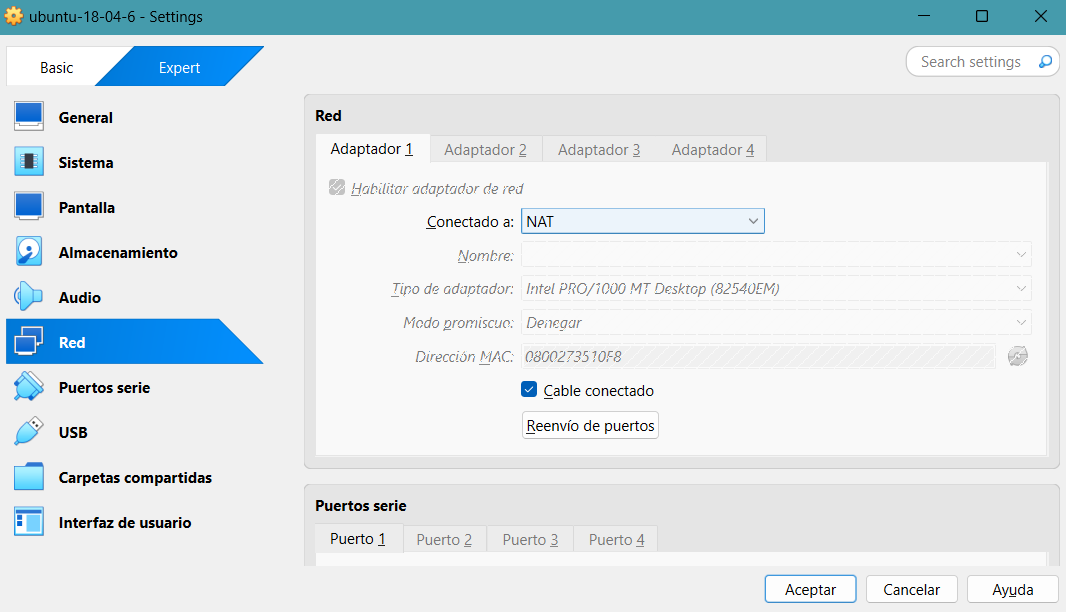 ubuntu-18-04-6 - Settings
Basic
Expert
Search settings
General
Sistema
Pantalla
Almacenamiento
Audio
Red
Puertos serie
USB
Carpetas compartidas
Interfaz de usuario
Red
Adaptador 1 Adaptador 2 Adaptador 3 Adaptador 4
Habilitar adaptador de red
Conectado a: NAT
Nombre:
Tipo de adaptador: Intel PRO/1000 MT Desktop (82540EM)
Modo promiscuo: Denegar
Dirección MAC: 0800273510F8
Cable conectado
Reenvío de puertos
Puertos serie
Puerto 1 Puerto 2 Puerto 3 Puerto 4
Aceptar Cancelar Ayuda